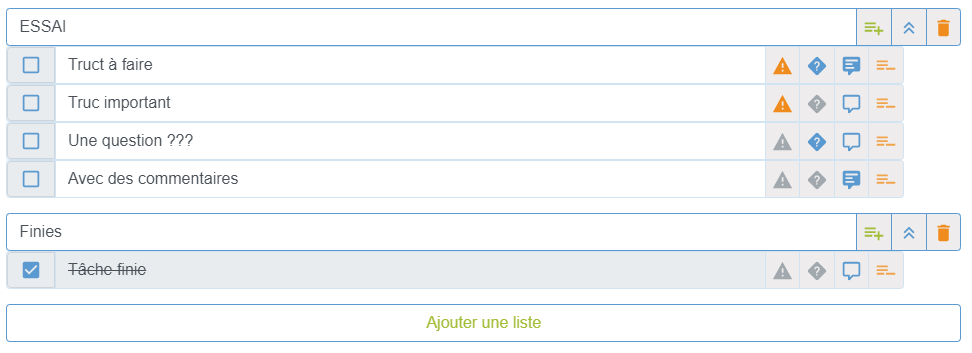 ESSAI
Truct à faire
Truc important
Une question ???
Avec des commentaires
Finies
Tâche finie
Ajouter une liste